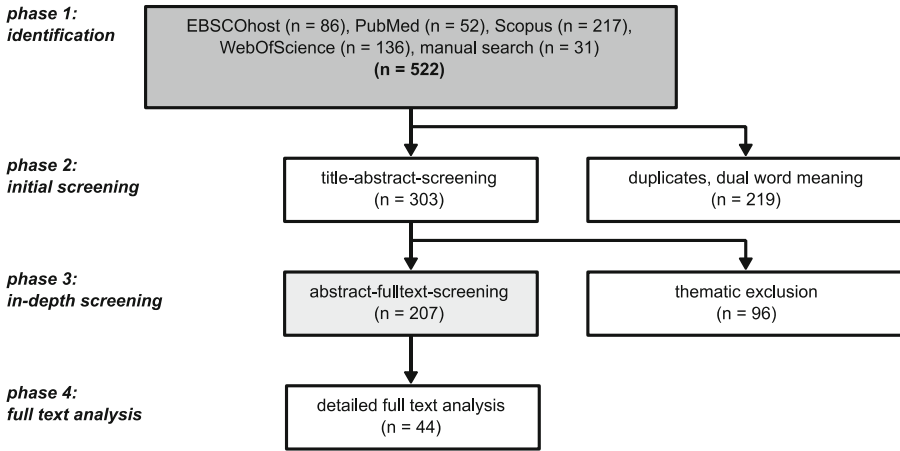 phase 1:
identification
EBSCOhost (n = 86), PubMed (n = 52), Scopus (n = 217),
WebOfScience (n = 136), manual search (n = 31)
(n = 522)
phase 2:
initial screening
title-abstract-screening
(n = 303)
duplicates, dual word meaning
(n = 219)
phase 3:
in-depth screening
abstract-fulltext-screening
(n = 207)
thematic exclusion
(n = 96)
phase 4:
full text analysis
detailed full text analysis
(n = 44)